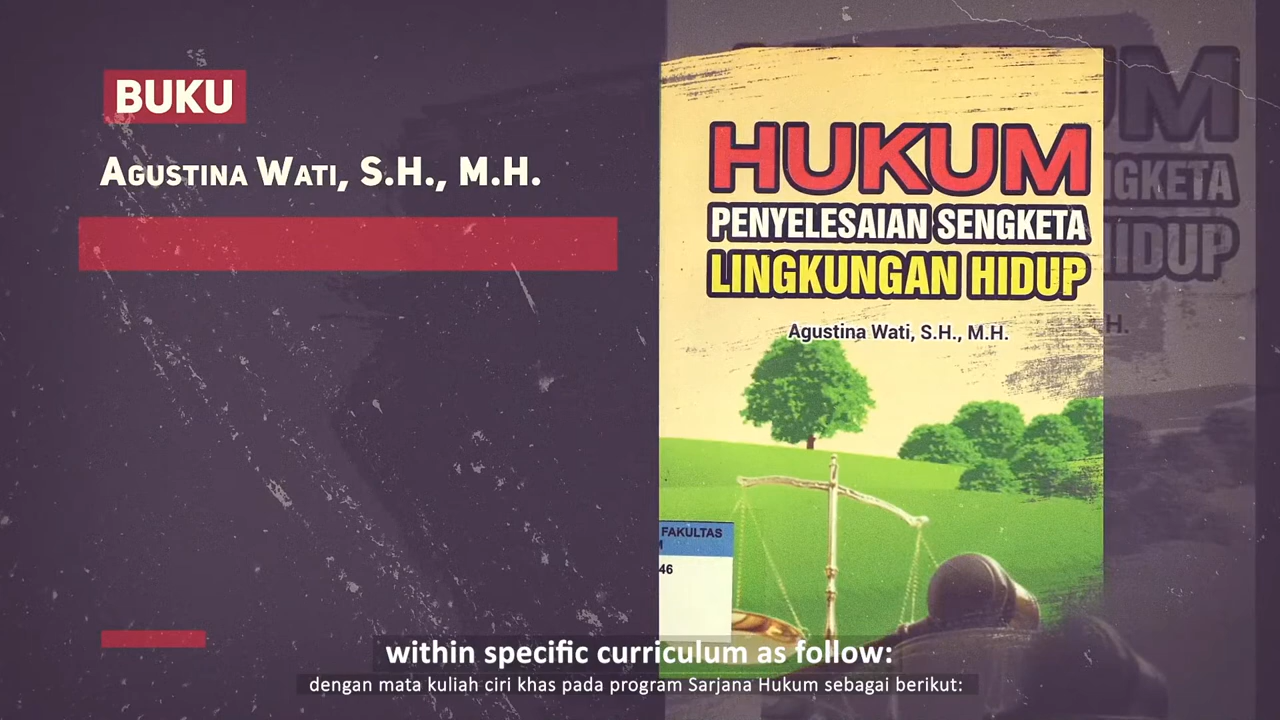 BUKU
Agustina Wati, S.H., M.H.
HUKUM
PENYELESAIAN SENGKETA
LINGKUNGAN HIDUP
Agustina Wati, S.H., M.H.
FAKULTAS
46
within specific curriculum as follow:
dengan mata kuliah ciri khas pada program Sarjana Hukum sebagai berikut: